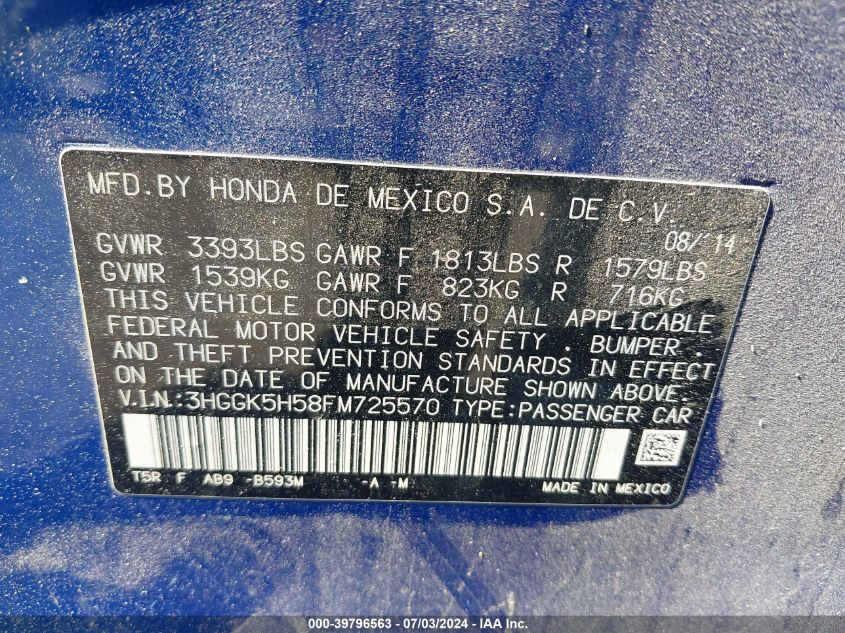 MFD.BY HONDA DE MEXICO S.A. DE C.V.
08/14
GVWR 3393LBS GAWR F 1813LBS R 1579LBS
GVWR 1539KG GAWR F 823KG R 716KG
THIS VEHICLE CONFORMS TO ALL APPLICABLE
FEDERAL MOTOR VEHICLE SAFETY , BUMPER ,
AND THEFT PREVENTION STANDARDS IN EFFECT
ON THE DATE OF MANUFACTURE SHOWN ABOVE.
V.I.N.:3HGGK5H58FM725570 TYPE:PASSENGER CAR
T5R F AB9 -B593M -A -M MADE IN MEXICO
000-39796563 - 07/03/2024 - IAA Inc.